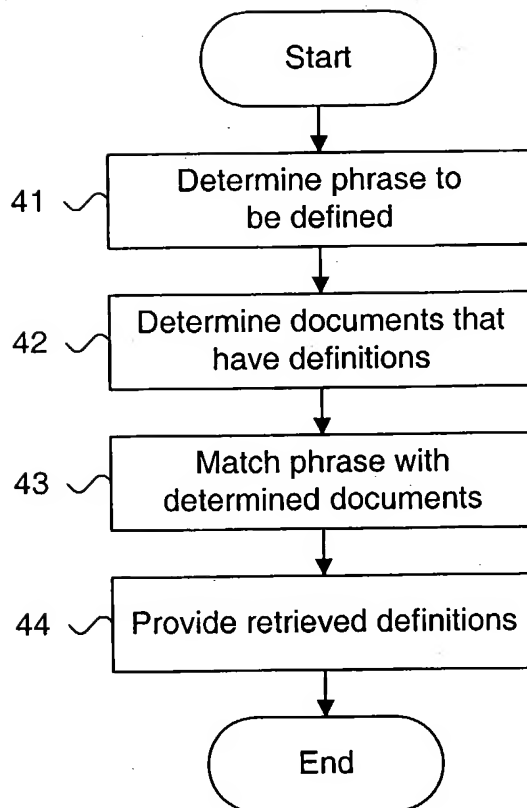 Start
41
Determine phrase to
be defined
42
Determine documents that
have definitions
43
Match phrase with
determined documents
44
Provide retrieved definitions
End